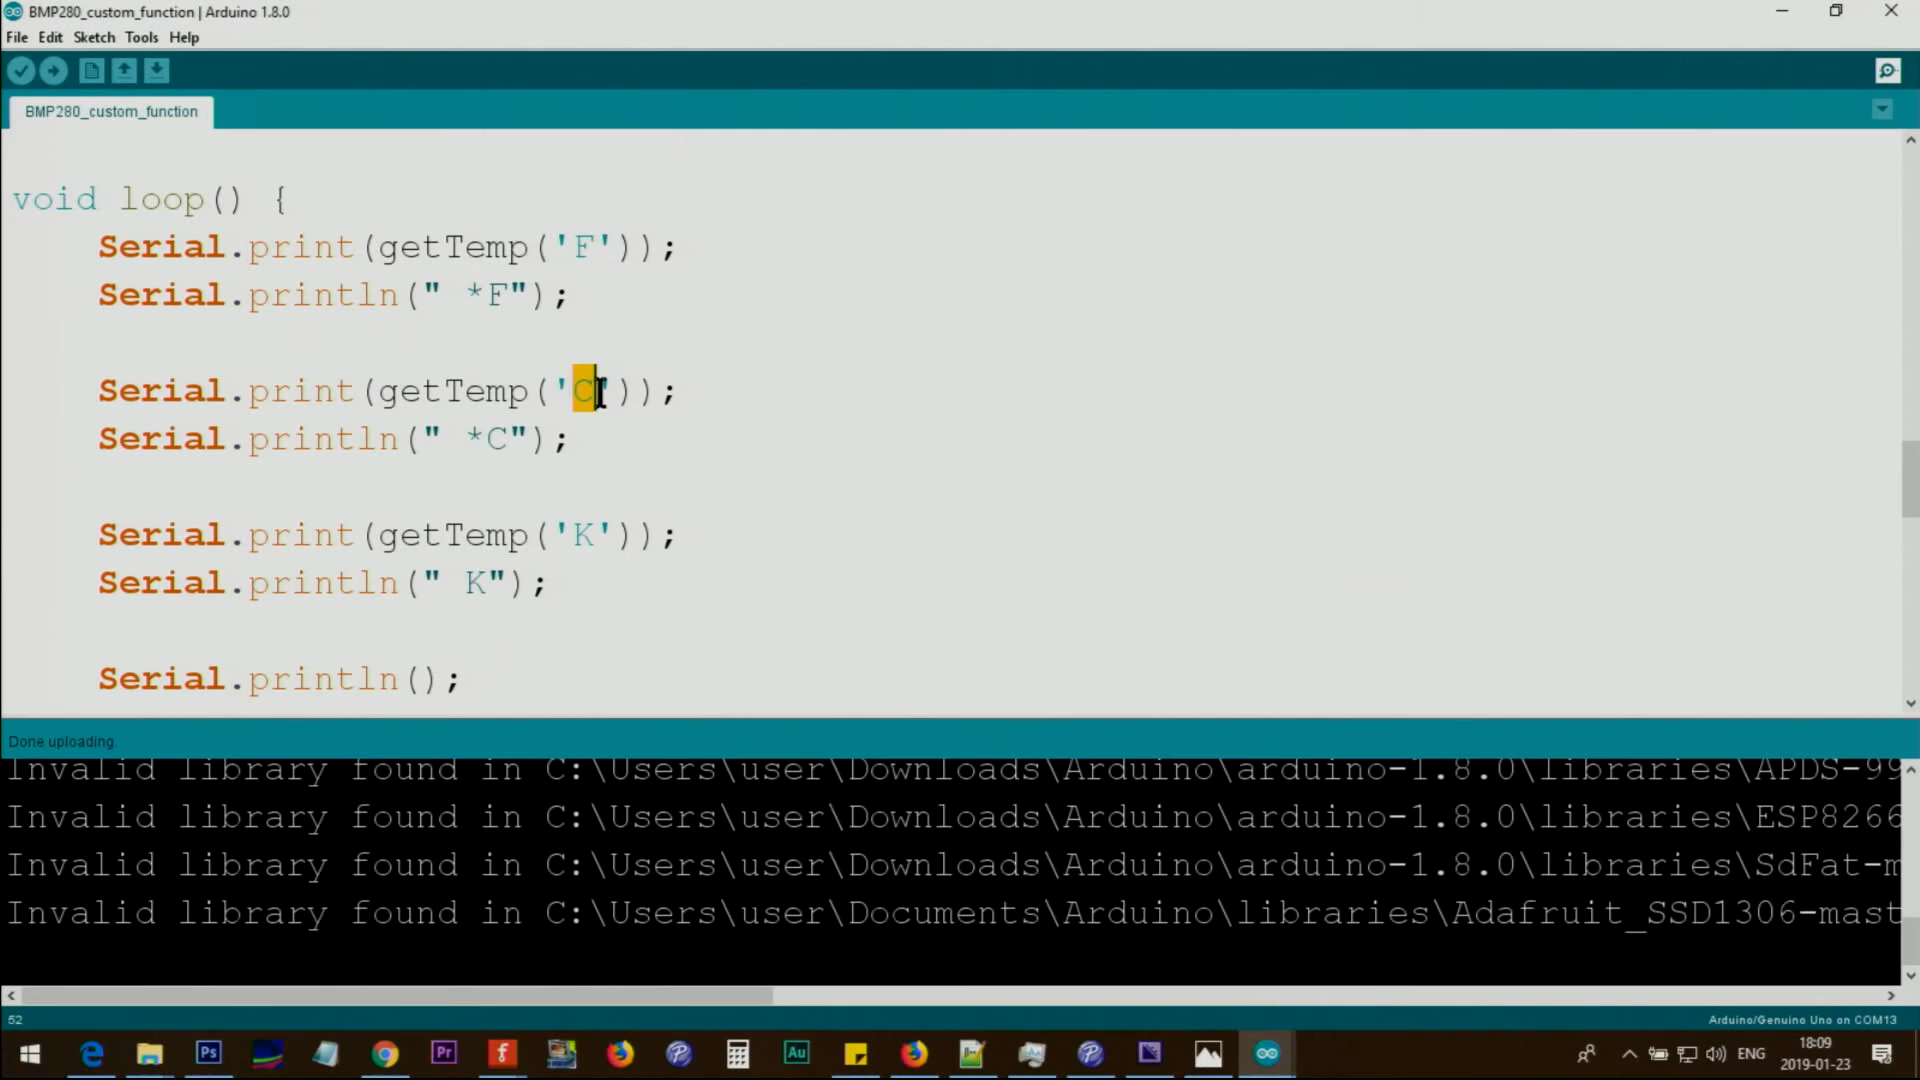 BMP280_custom_function | Arduino 1.8.0
File Edit Sketch Tools Help
BMP280_custom_function
void loop() {
Serial.print(getTemp('F'));
Serial.println(" *F");
Serial.print(getTemp('C'));
Serial.println(" *C");
Serial.print(getTemp('K'));
Serial.println(" K");
Serial.println();
Done uploading.
Invalid library found in C:\Users\user\Downloads\Arduino\arduino-1.8.0\libraries\APDS-99
Invalid library found in C:\Users\user\Downloads\Arduino\arduino-1.8.0\libraries\ESP8266
Invalid library found in C:\Users\user\Downloads\Arduino\arduino-1.8.0\libraries\SdFat-m
Invalid library found in C:\Users\user\Documents\Arduino\libraries\Adafruit_SSD1306-mast
52
Arduino/Genuino Uno on COM13
Ps
Pr
f
Au
ENG
18:09
2019-01-23